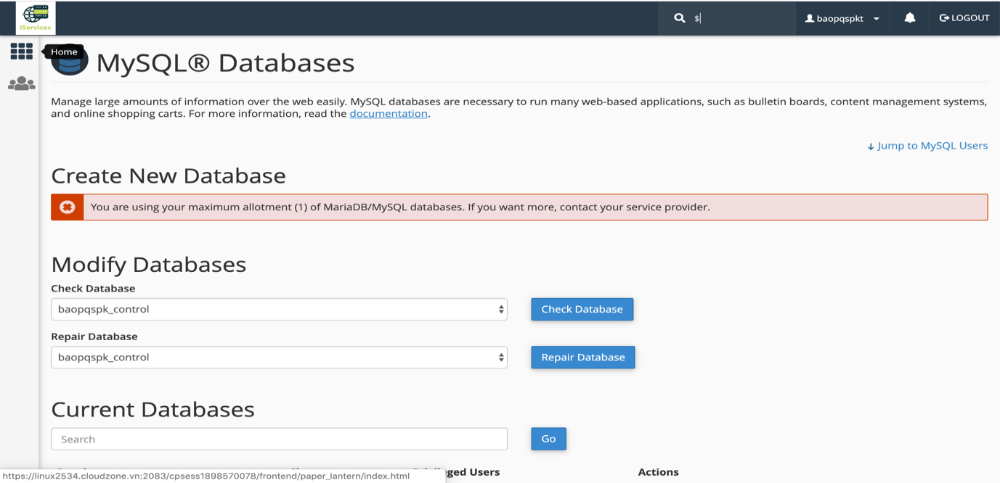 IServices
$
baopqspkt
LOGOUT
Home
MySQL® Databases
Manage large amounts of information over the web easily. MySQL databases are necessary to run many web-based applications, such as bulletin boards, content management systems,
and online shopping carts. For more information, read the documentation.
Jump to MySQL Users
Create New Database
You are using your maximum allotment (1) of MariaDB/MySQL databases. If you want more, contact your service provider.
Modify Databases
Check Database
baopqspk_control
Check Database
Repair Database
baopqspk_control
Repair Database
Current Databases
Search
Go
Users Actions
https://linux2534.cloudzone.vn:2083/cpsess1898570078/frontend/paper_lantern/index.html